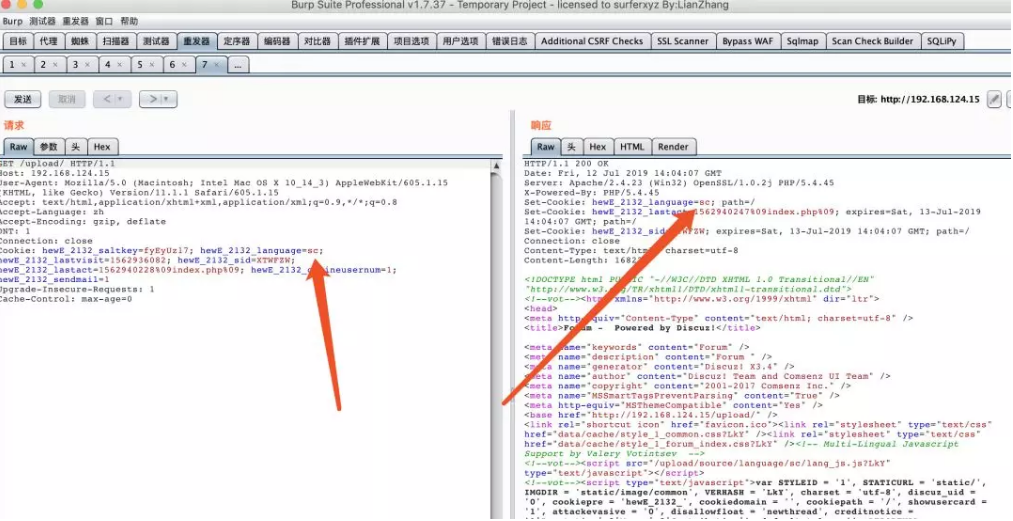 Burp Suite Professional v1.7.37 - Temporary Project - licensed to surferxyz By:LianZhang
Burp 测试器 重发器 窗口 帮助
目标 代理 蜘蛛 扫描器 测试器 重发器 定序器 编码器 对比器 插件扩展 项目选项 用户选项 错误日志 Additional CSRF Checks SSL Scanner Bypass WAF Sqlmap Scan Check Builder SQLiPy
1 × 2 × 3 × 4 × 5 × 6 × 7 × ...
发送 取消 < > 目标: http://192.168.124.15
请求
Raw 参数 头 Hex
GET /upload/ HTTP/1.1
Host: 192.168.124.15
User-Agent: Mozilla/5.0 (Macintosh; Intel Mac OS X 10_14_3) AppleWebKit/605.1.15
(KHTML, like Gecko) Version/11.1.1 Safari/605.1.15
Accept: text/html,application/xhtml+xml,application/xml;q=0.9,*/*;q=0.8
Accept-Language: zh
Accept-Encoding: gzip, deflate
DNT: 1
Connection: close
Cookie: hewE_2132_saltkey=fyEyUz17; hewE_2132_language=sc;
hewE_2132_lastvisit=1562936082; hewE_2132_sid=XTWFZW;
hewE_2132_lastact=1562940228%09index.php%09; hewE_2132_ ineusernum=1;
hewE_2132_sendmail=1
Upgrade-Insecure-Requests: 1
Cache-Control: max-age=0
响应
Raw 头 Hex HTML Render
HTTP/1.1 200 OK
Date: Fri, 12 Jul 2019 14:04:07 GMT
Server: Apache/2.4.23 (Win32) OpenSSL/1.0.2j PHP/5.4.45
X-Powered-By: PHP/5.4.45
Set-Cookie: hewE_2132_language=sc; path=/
Set-Cookie: hewE_2132_lastact=1562940247%09index.php%09; expires=Sat, 13-Jul-2019
14:04:07 GMT; path=/
Set-Cookie: hewE_2132_sid= WFZW; expires=Sat, 13-Jul-2019 14:04:07 GMT; path=/
Connection: close
Content-Type: text/html; charset=utf-8
Content-Length: 1682
<!DOCTYPE html PUBLIC "-//W3C//DTD XHTML 1.0 Transitional//EN"
"http://www.w3.org/TR/xhtml1/DTD/xhtml1-transitional.dtd">
<!--vot--><html xmlns="http://www.w3.org/1999/xhtml" dir="ltr">
<head>
<meta http-equiv="Content-Type" content="text/html; charset=utf-8" />
<title>Forum - Powered by Discuz!</title>
<meta name="keywords" content="Forum" />
<meta name="description" content="Forum " />
<meta name="generator" content="Discuz! X3.4" />
<meta name="author" content="Discuz! Team and Comsenz UI Team" />
<meta name="copyright" content="2001-2017 Comsenz Inc." />
<meta name="MSSmartTagsPreventParsing" content="True" />
<meta http-equiv="MSThemeCompatible" content="Yes" />
<base href="http://192.168.124.15/upload/" />
<link rel="shortcut icon" href="favicon.ico"><link rel="stylesheet" type="text/css"
href="data/cache/style_1_common.css?LkY" /><link rel="stylesheet" type="text/css"
href="data/cache/style_1_forum_index.css?LkY" /><!-- Multi-Lingual Javascript
Support by Valery Votintsev -->
<!--vot--><script src="/upload/source/language/sc/lang_js.js?LkY"
type="text/javascript"></script>
<!--vot--><script type="text/javascript">var STYLEID = '1', STATICURL = 'static/',
IMGDIR = 'static/image/common', VERHASH = 'LkY', charset = 'utf-8', discuz_uid =
'0', cookiepre = 'hewE_2132_', cookiedomain = '', cookiepath = '/', showusercard =
'1', attackevasive = '0', disallowfloat = 'newthread', creditnotice =